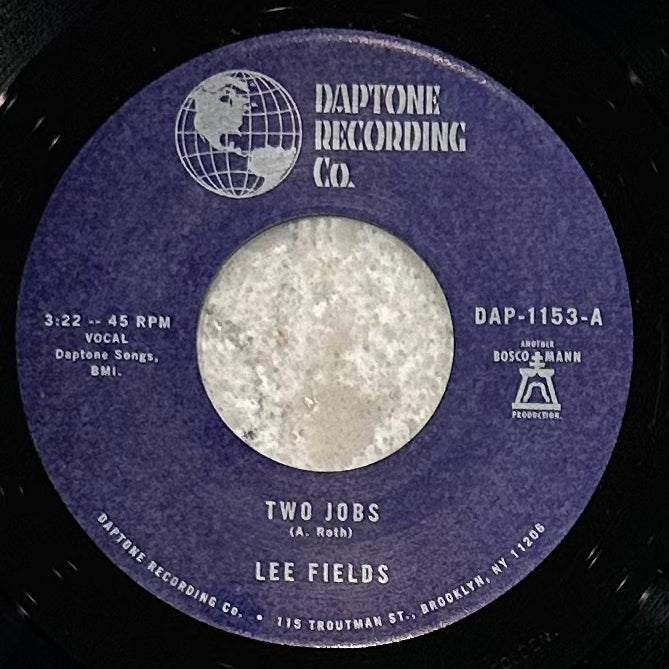 DAPTONE
RECORDING
Co.
3:22 -- 45 RPM
VOCAL
Daptone Songs,
BMI.
DAP-1153-A
ANOTHER
BOSCO MANN
PRODUCTION.
TWO JOBS
(A. Roth)
LEE FIELDS
DAPTONE RECORDING Co. • 115 TROUTMAN ST., BROOKLYN, NY 11206